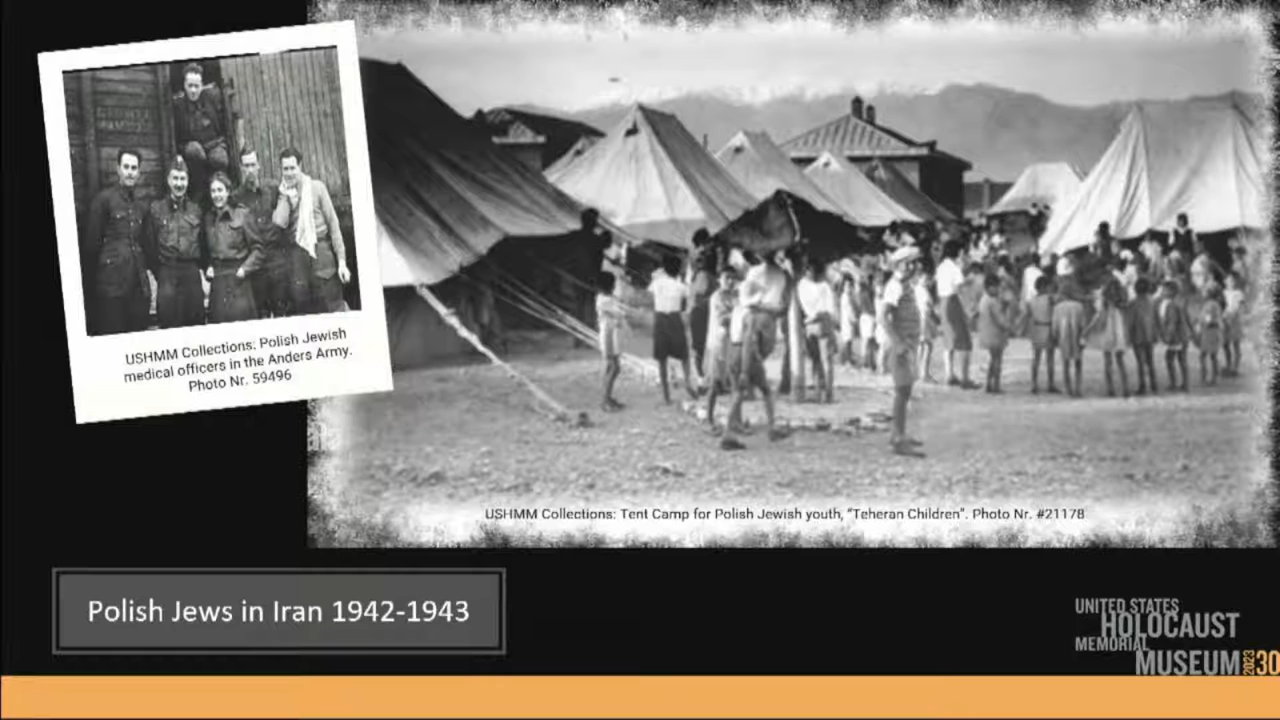 USHMM Collections: Polish Jewish
medical officers in the Anders Army.
Photo Nr. 59496
USHMM Collections: Tent Camp for Polish Jewish youth, “Teheran Children”. Photo Nr. #21178
Polish Jews in Iran 1942-1943
UNITED STATES
HOLOCAUST
MEMORIAL
MUSEUM 2023 30